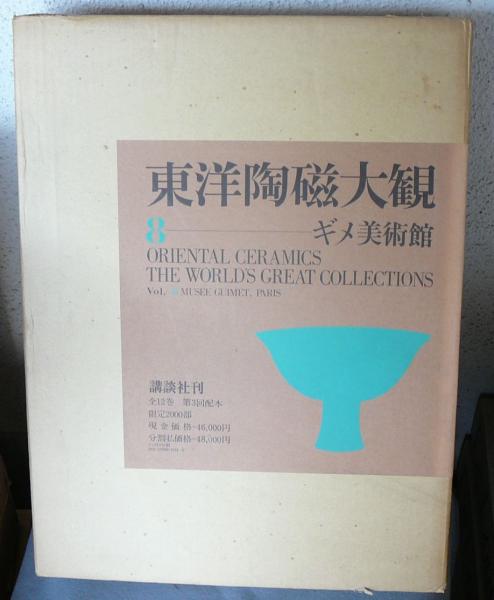 東洋陶磁大観
8 ギメ美術館
ORIENTAL CERAMICS
THE WORLD'S GREAT COLLECTIONS
Vol. 8 MUSEE GUIMET, PARIS
講談社刊
全12巻 第3回配本
限定2000部
現金価格─46,000円
分割払価格─48,000円